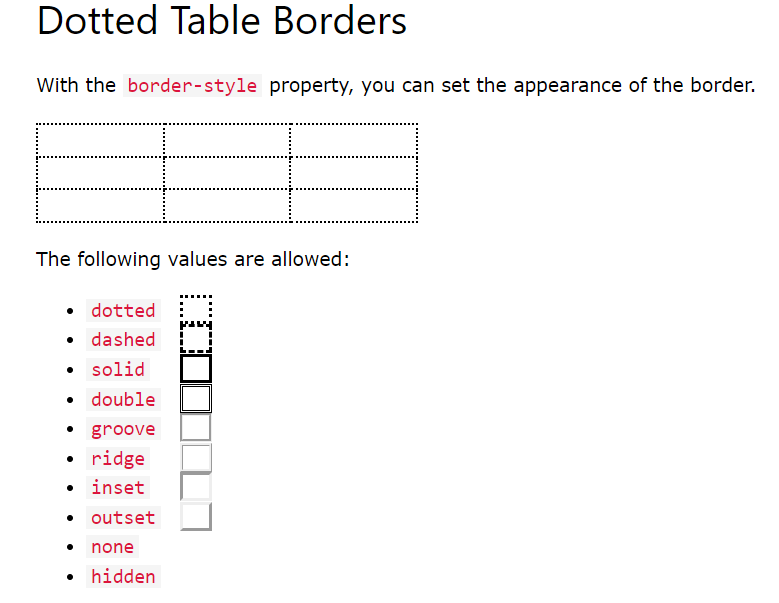 Dotted Table Borders
With the border-style property, you can set the appearance of the border.
The following values are allowed:
dotted
dashed
solid
double
groove
ridge
inset
outset
none
hidden